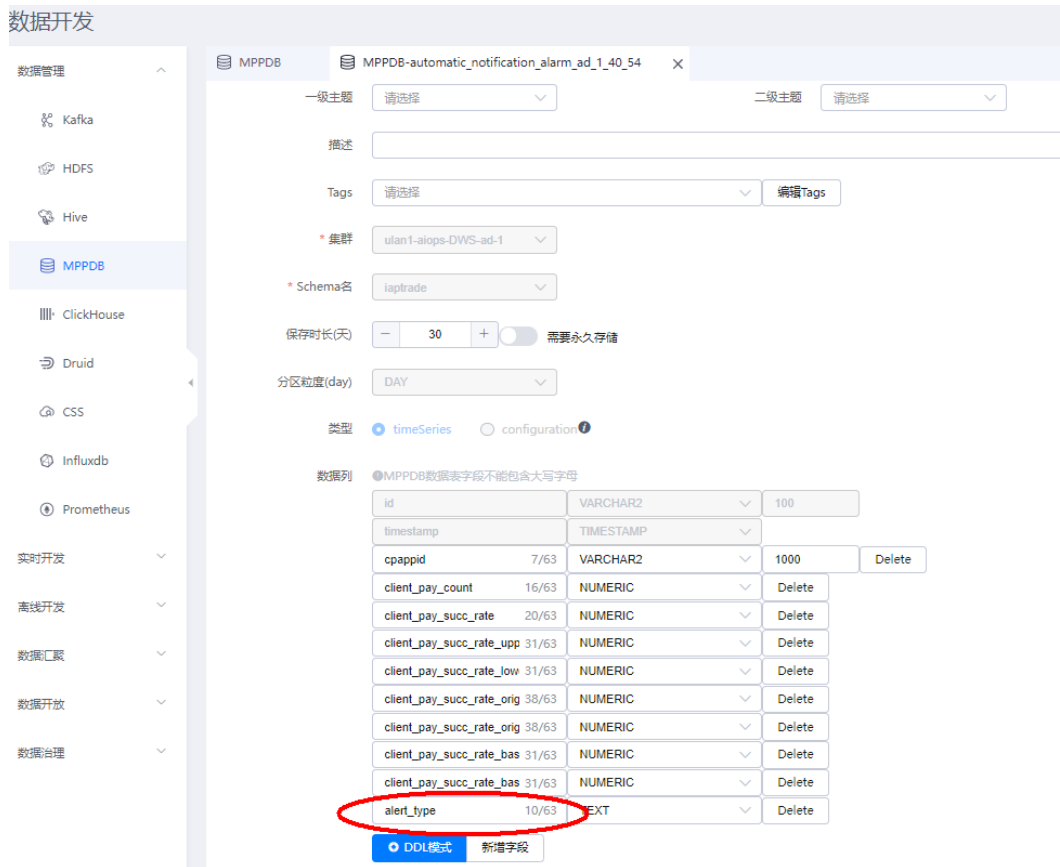 数据开发
数据管理
Kafka
HDFS
Hive
MPPDB
ClickHouse
Druid
CSS
Influxdb
Prometheus
实时开发
离线开发
数据汇聚
数据开放
数据治理
MPPDB MPPDB-automatic_notification_alarm_ad_1_40_54
一级主题 请选择 二级主题 请选择
描述
Tags 请选择 编辑Tags
* 集群 ulan1-aiops-DWS-ad-1
* Schema名 iaptrade
保存时长(天) − 30 + 需要永久存储
分区粒度(day) DAY
类型 timeSeries configuration
数据列 MPPDB数据表字段不能包含大写字母
id VARCHAR2 100
timestamp TIMESTAMP
cpappid 7/63 VARCHAR2 1000 Delete
client_pay_count 16/63 NUMERIC Delete
client_pay_succ_rate 20/63 NUMERIC Delete
client_pay_succ_rate_upp 31/63 NUMERIC Delete
client_pay_succ_rate_low 31/63 NUMERIC Delete
client_pay_succ_rate_orig 38/63 NUMERIC Delete
client_pay_succ_rate_orig 38/63 NUMERIC Delete
client_pay_succ_rate_bas 31/63 NUMERIC Delete
client_pay_succ_rate_bas 31/63 NUMERIC Delete
alert_type 10/63 TEXT Delete
DDL模式 新增字段